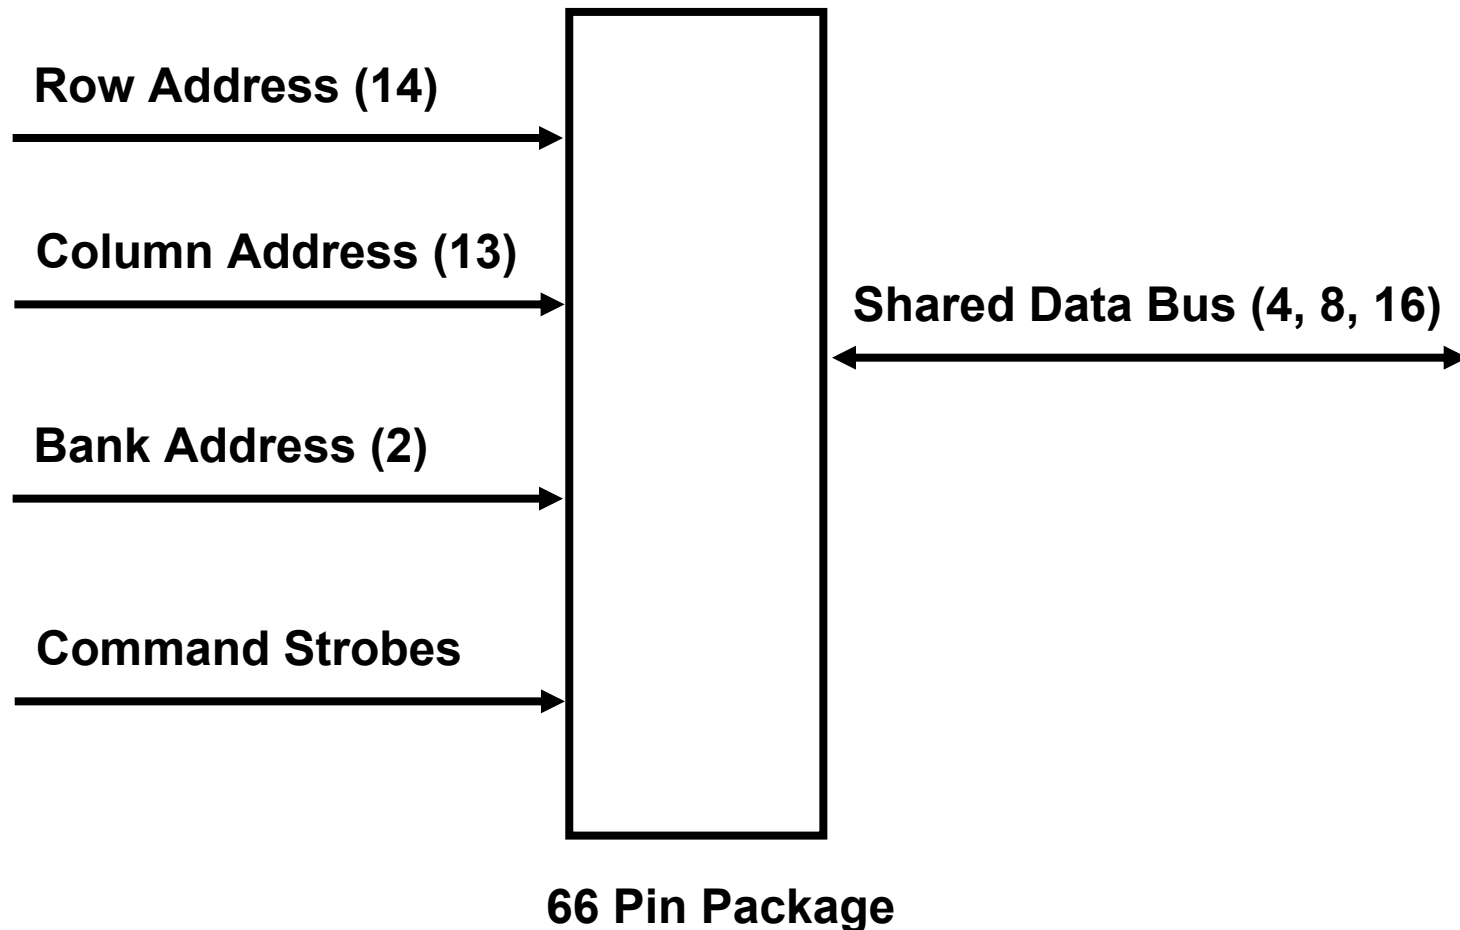 Row Address (14)
Column Address (13)
Shared Data Bus (4, 8, 16)
Bank Address (2)
Command Strobes
66 Pin Package